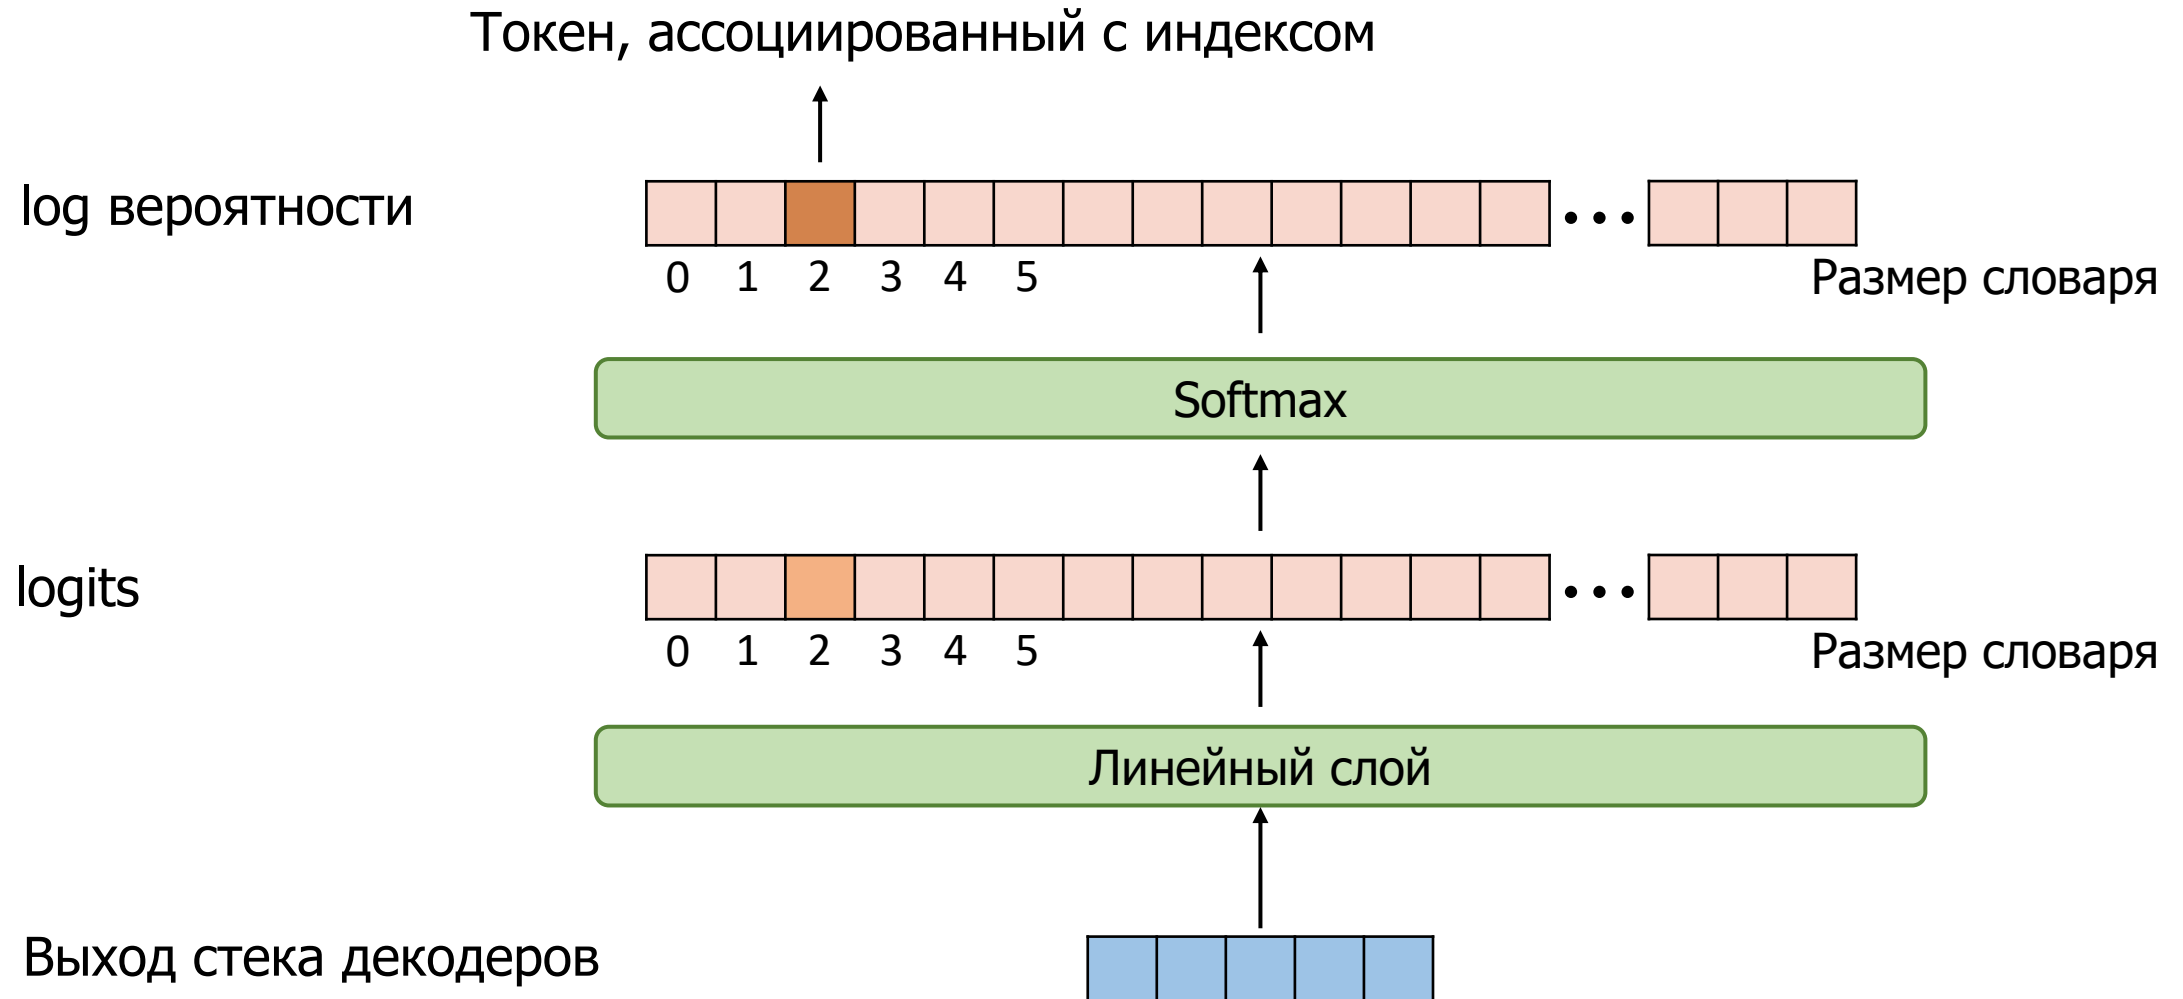 Токен, ассоциированный с индексом
log вероятности
0 1 2 3 4 5
Размер словаря
Softmax
logits
0 1 2 3 4 5
Размер словаря
Линейный слой
Выход стека декодеров